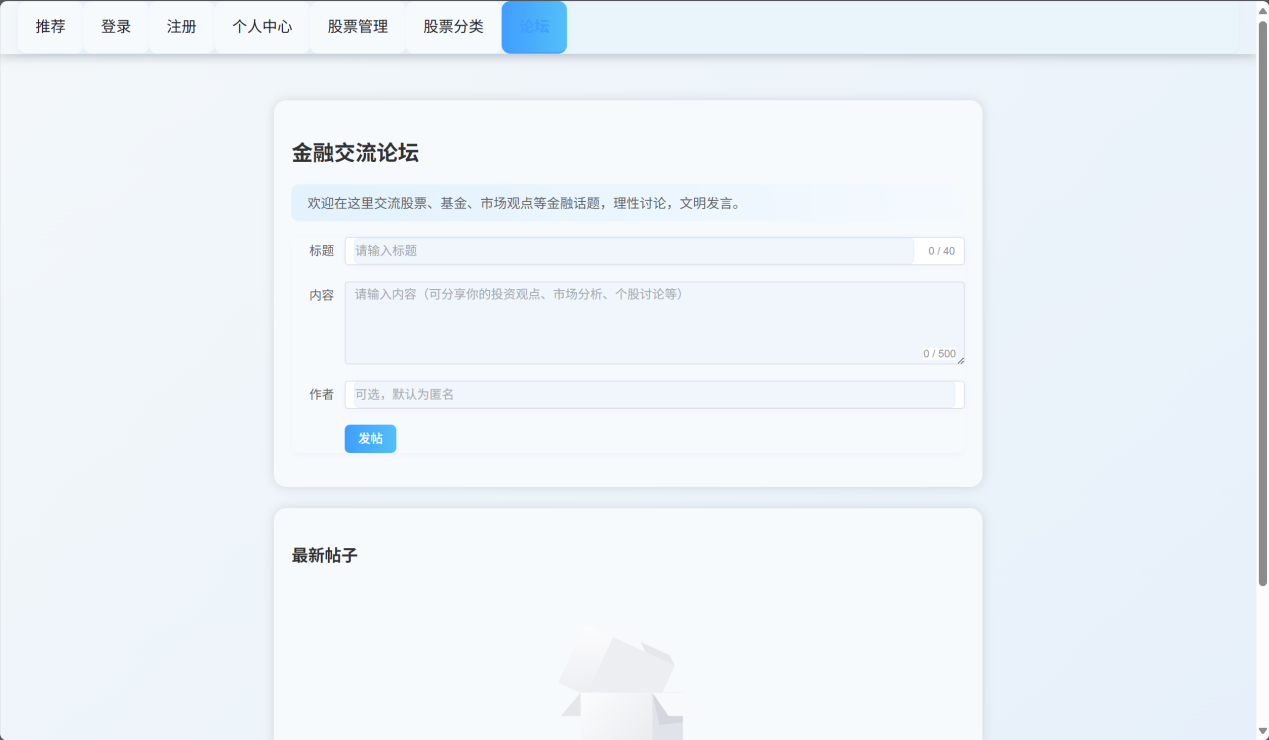 推荐 登录 注册 个人中心 股票管理 股票分类 论坛
金融交流论坛
欢迎在这里交流股票、基金、市场观点等金融话题，理性讨论，文明发言。
标题 请输入标题 0 / 40
内容 请输入内容（可分享你的投资观点、市场分析、个股讨论等）
0 / 500
作者 可选，默认为匿名
发帖
最新帖子